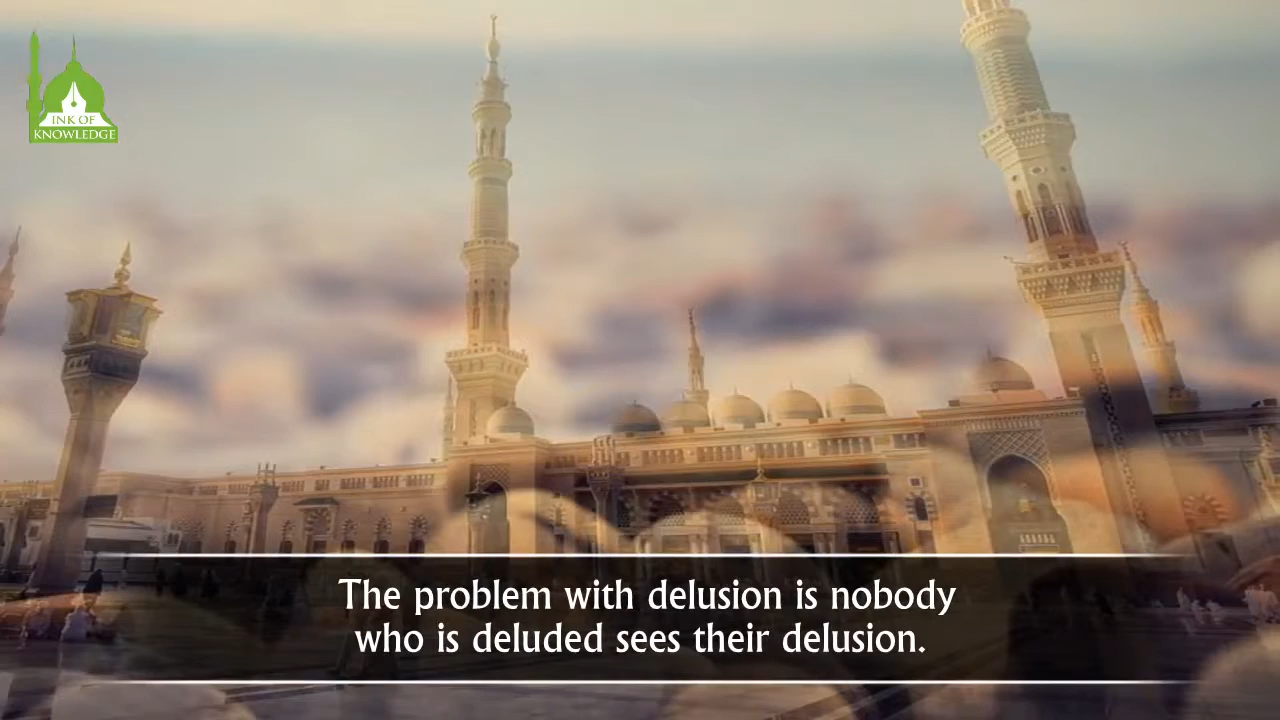 INK OF
KNOWLEDGE
The problem with delusion is nobody
who is deluded sees their delusion.